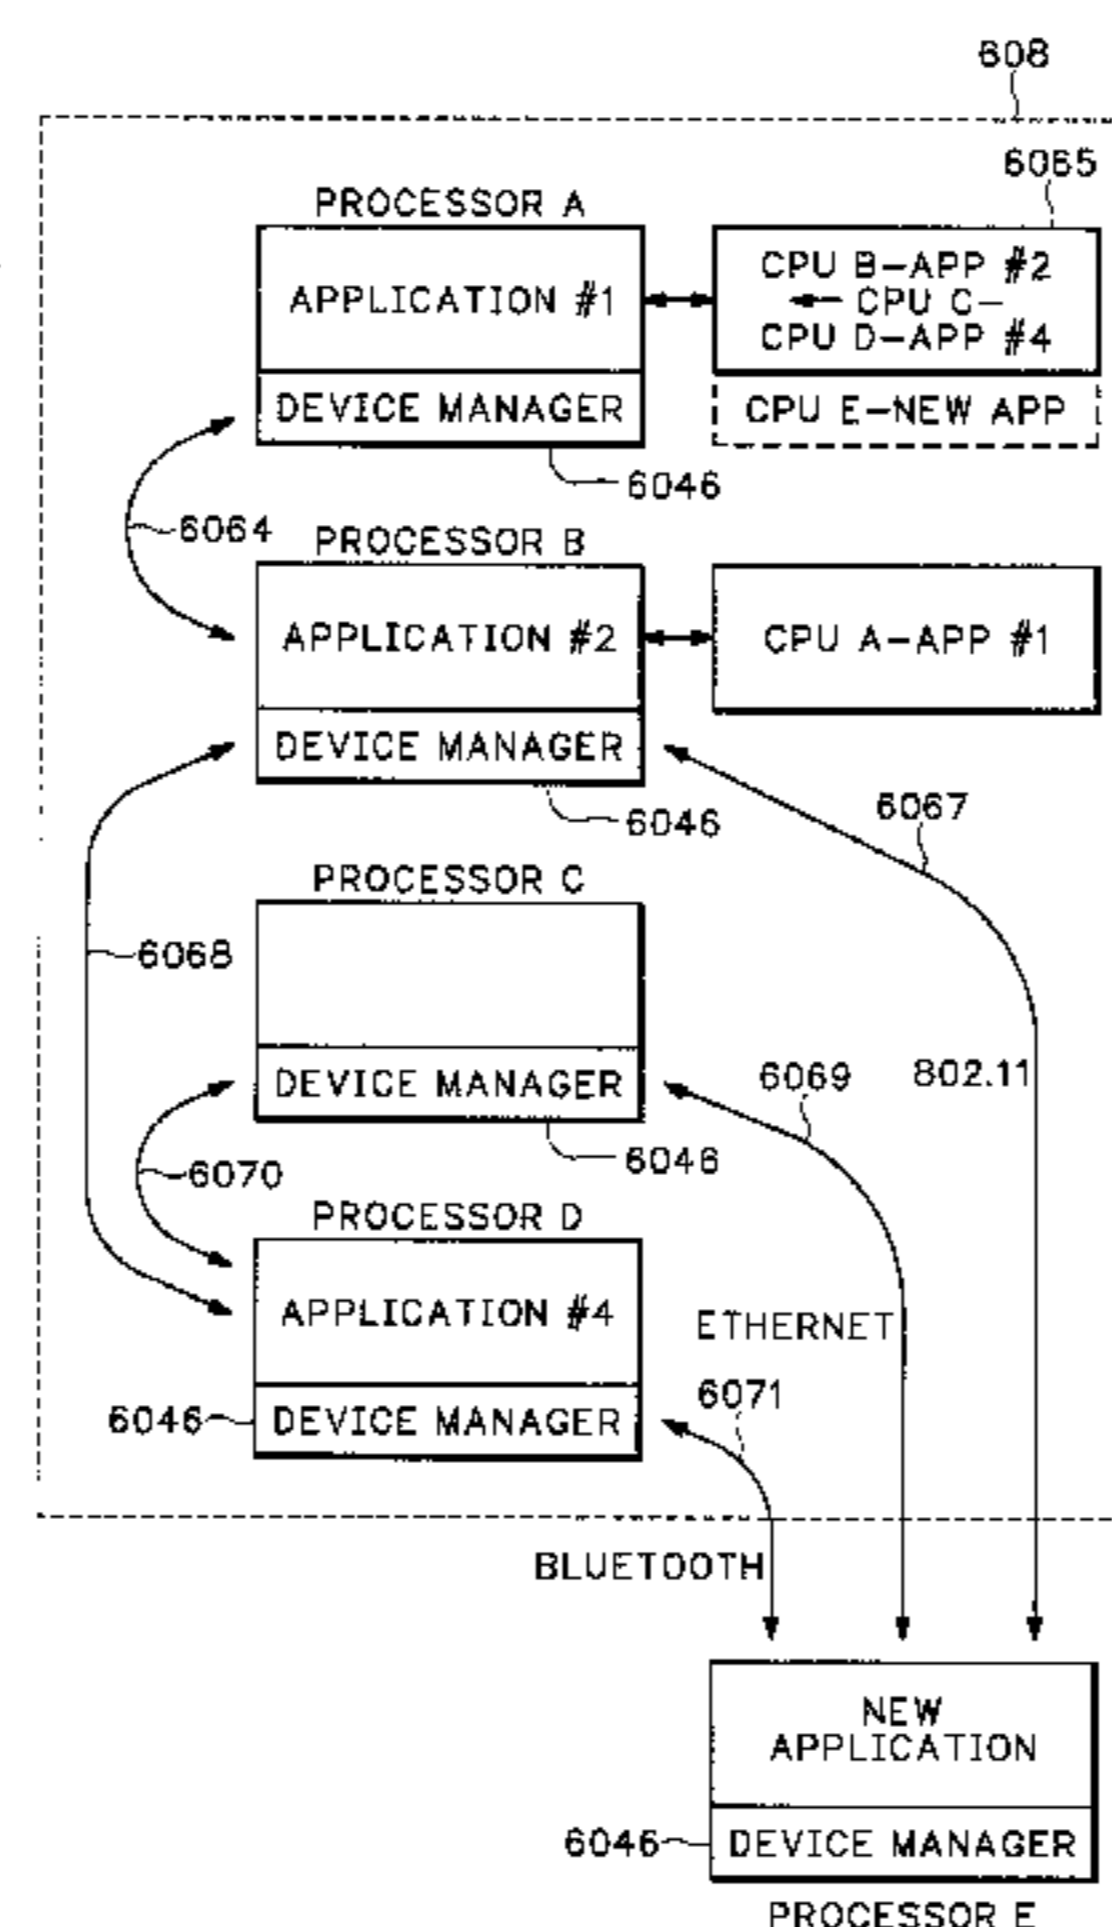 608
6065
PROCESSOR A
APPLICATION #1
DEVICE MANAGER
CPU B-APP #2
CPU C-
CPU D-APP #4
CPU E-NEW APP
6046
6064
PROCESSOR B
APPLICATION #2
DEVICE MANAGER
CPU A-APP #1
6046
6067
PROCESSOR C
6068
DEVICE MANAGER
6069
802.11
6046
6070
PROCESSOR D
APPLICATION #4
ETHERNET
6071
6046
DEVICE MANAGER
BLUETOOTH
NEW
APPLICATION
6046
DEVICE MANAGER
PROCESSOR E